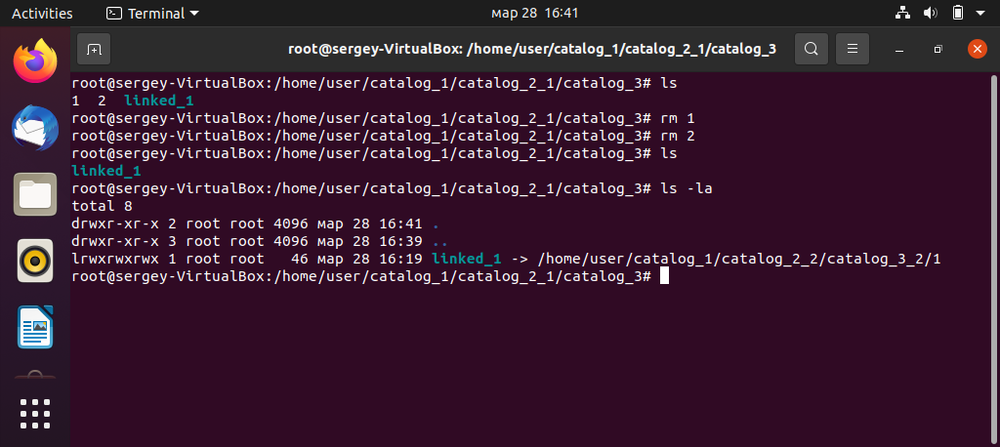 Activities Terminal мар 28 16:41
root@sergey-VirtualBox: /home/user/catalog_1/catalog_2_1/catalog_3
root@sergey-VirtualBox:/home/user/catalog_1/catalog_2_1/catalog_3# ls
1  2  linked_1
root@sergey-VirtualBox:/home/user/catalog_1/catalog_2_1/catalog_3# rm 1
root@sergey-VirtualBox:/home/user/catalog_1/catalog_2_1/catalog_3# rm 2
root@sergey-VirtualBox:/home/user/catalog_1/catalog_2_1/catalog_3# ls
linked_1
root@sergey-VirtualBox:/home/user/catalog_1/catalog_2_1/catalog_3# ls -la
total 8
drwxr-xr-x 2 root root 4096 мар 28 16:41 .
drwxr-xr-x 3 root root 4096 мар 28 16:39 ..
lrwxrwxrwx 1 root root   46 мар 28 16:19 linked_1 -> /home/user/catalog_1/catalog_2_2/catalog_3_2/1
root@sergey-VirtualBox:/home/user/catalog_1/catalog_2_1/catalog_3#